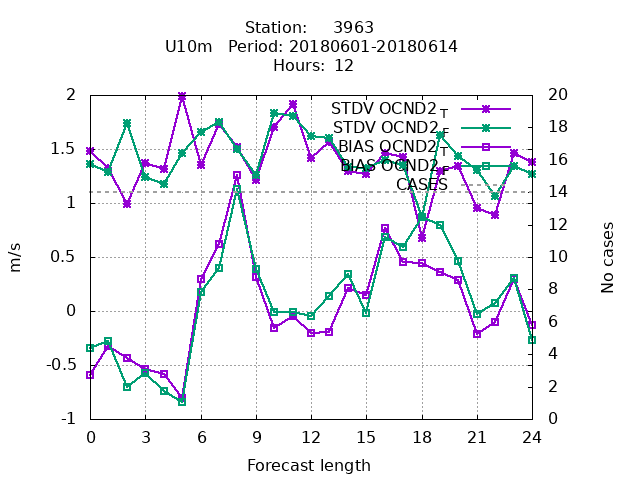 Station: 3963
U10m Period: 20180601-20180614
Hours: 12
STDV OCND2_T
STDV OCND2_F
BIAS OCND2_T
BIAS OCND2_F
CASES
2
1.5
1
0.5
0
-0.5
-1
20
18
16
14
12
10
8
6
4
2
0
m/s
No cases
0 3 6 9 12 15 18 21 24
Forecast length